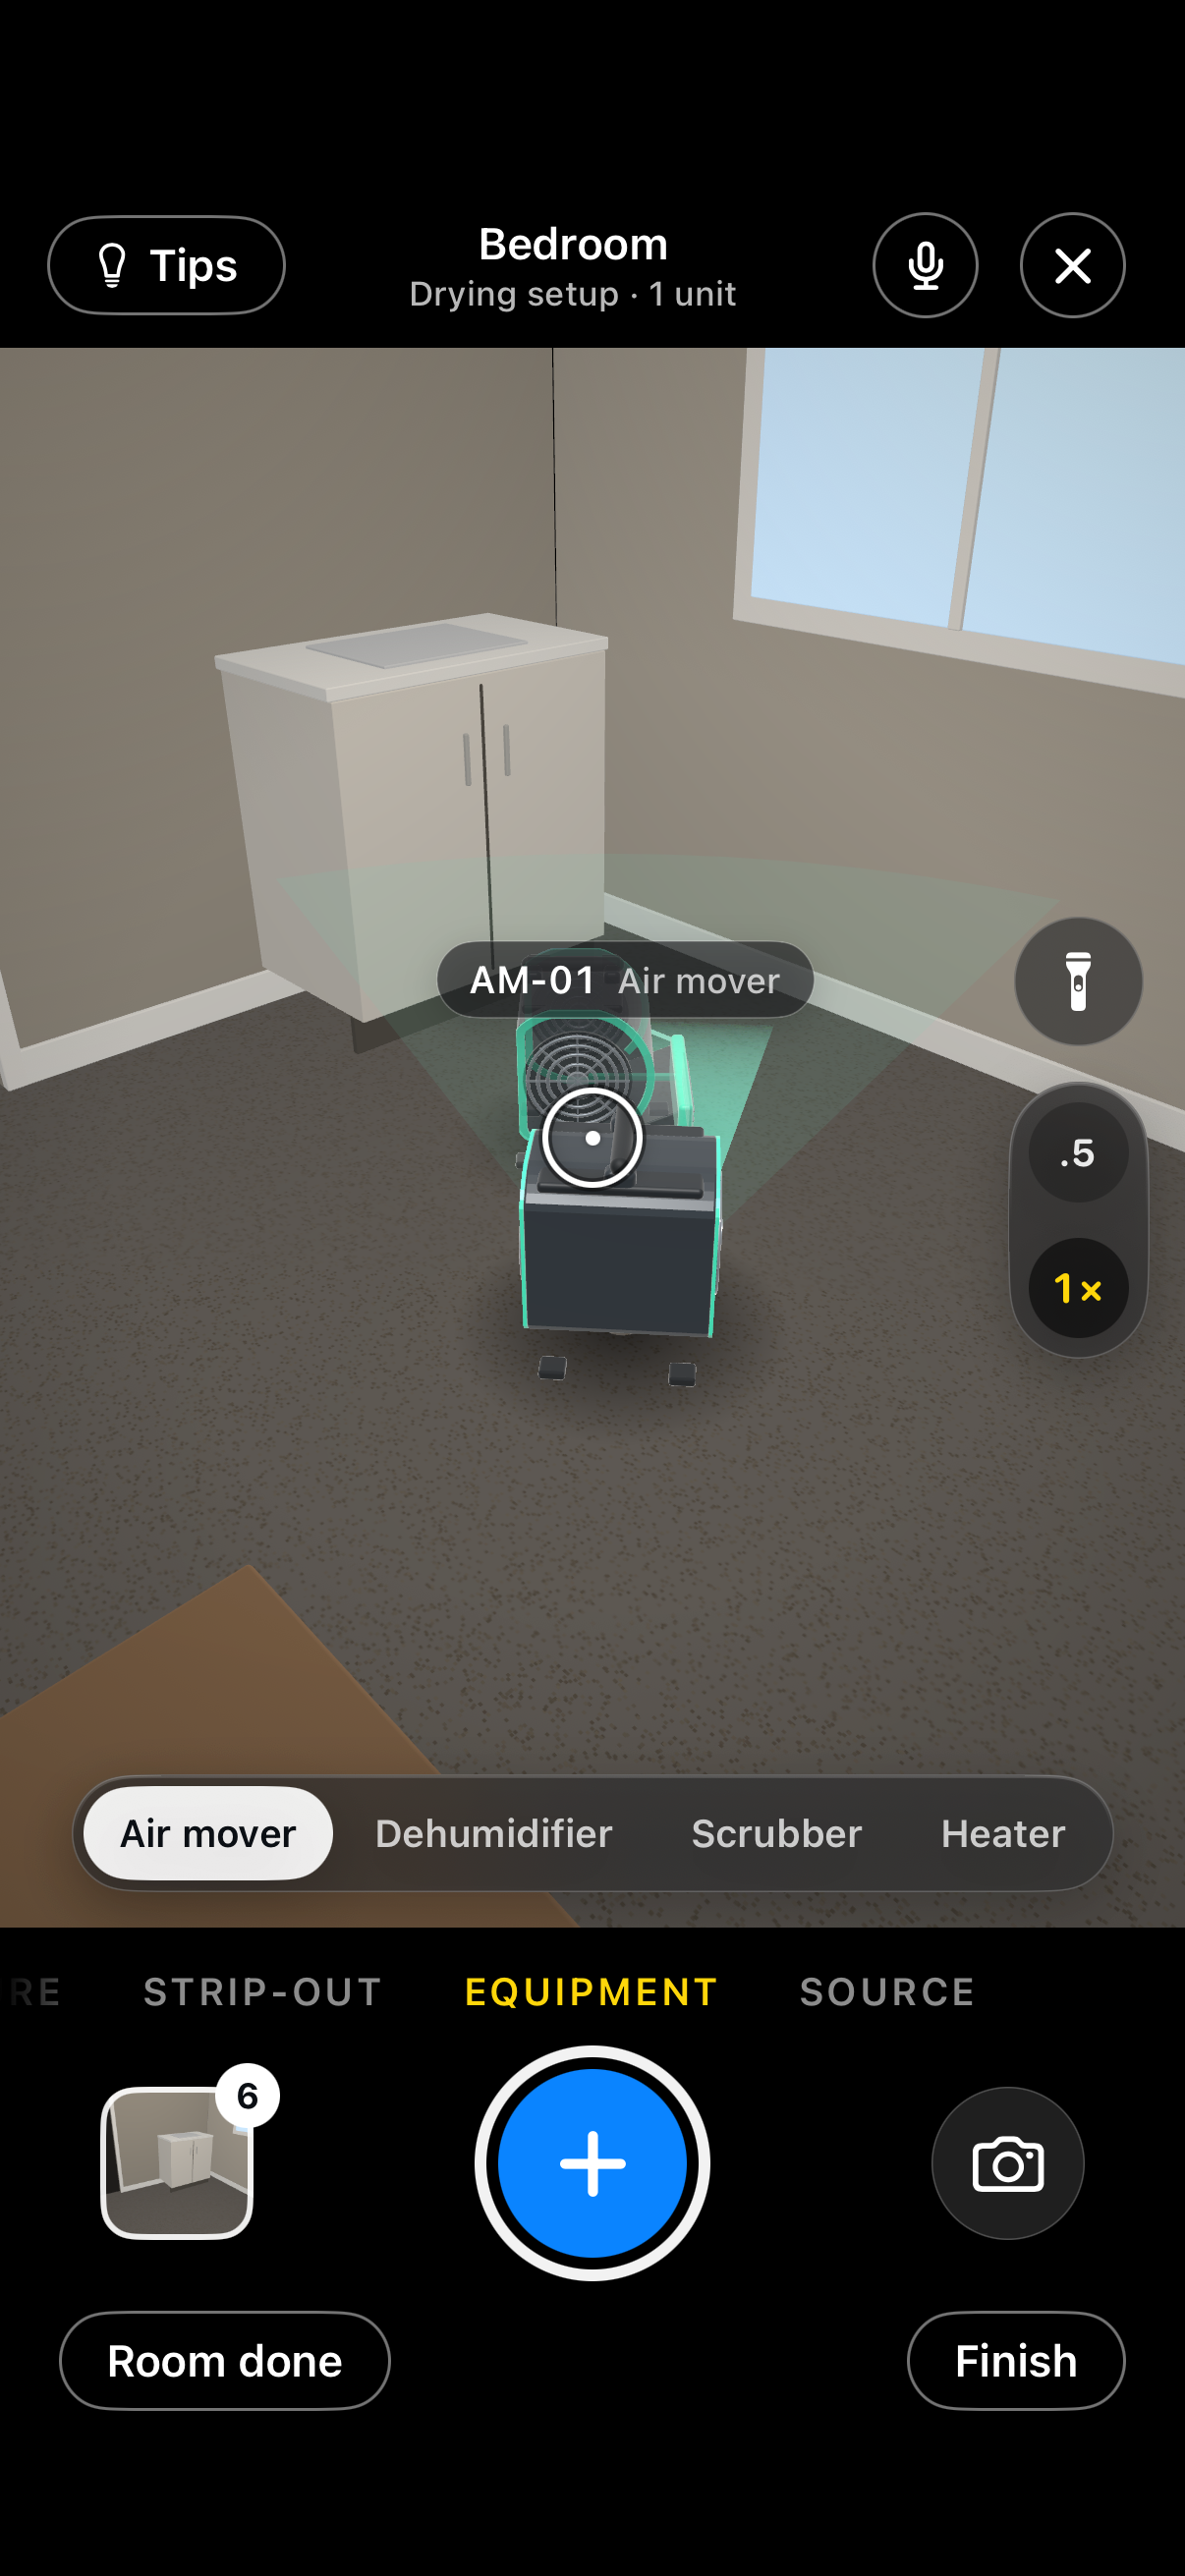 Tips
Bedroom
Drying setup · 1 unit
AM-01 Air mover
.5
1×
Air mover Dehumidifier Scrubber Heater
RE STRIP-OUT EQUIPMENT SOURCE
6
Room done
Finish